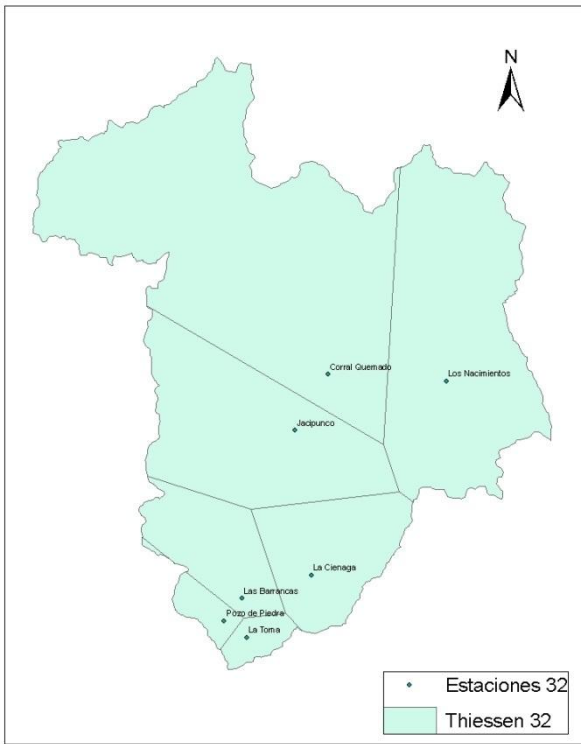 N
Corral Quemado
Los Nacimientos
Jacipunco
La Cienaga
Las Barrancas
Pozo de Piedra
La Toma
Estaciones 32
Thiessen 32